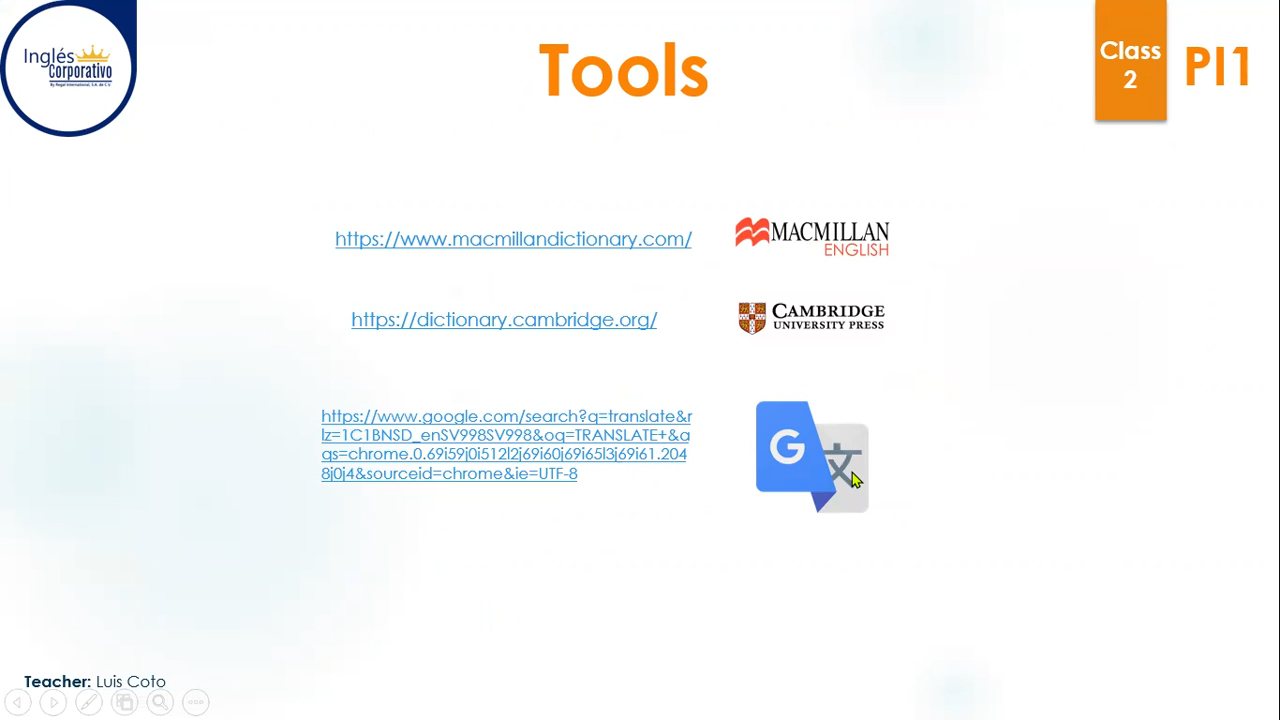 Inglés
Corporativo
By Regal International, S.A. de C.V.
Tools
Class
2
PI1
https://www.macmillandictionary.com/
MACMILLAN
ENGLISH
https://dictionary.cambridge.org/
CAMBRIDGE
UNIVERSITY PRESS
https://www.google.com/search?q=translate&r
lz=1C1BNSD_enSV998SV998&oq=TRANSLATE+&a
qs=chrome.0.69i59j0i512l2j69i60j69i65l3j69i61.204
8j0j4&sourceid=chrome&ie=UTF-8
G 文
Teacher: Luis Coto